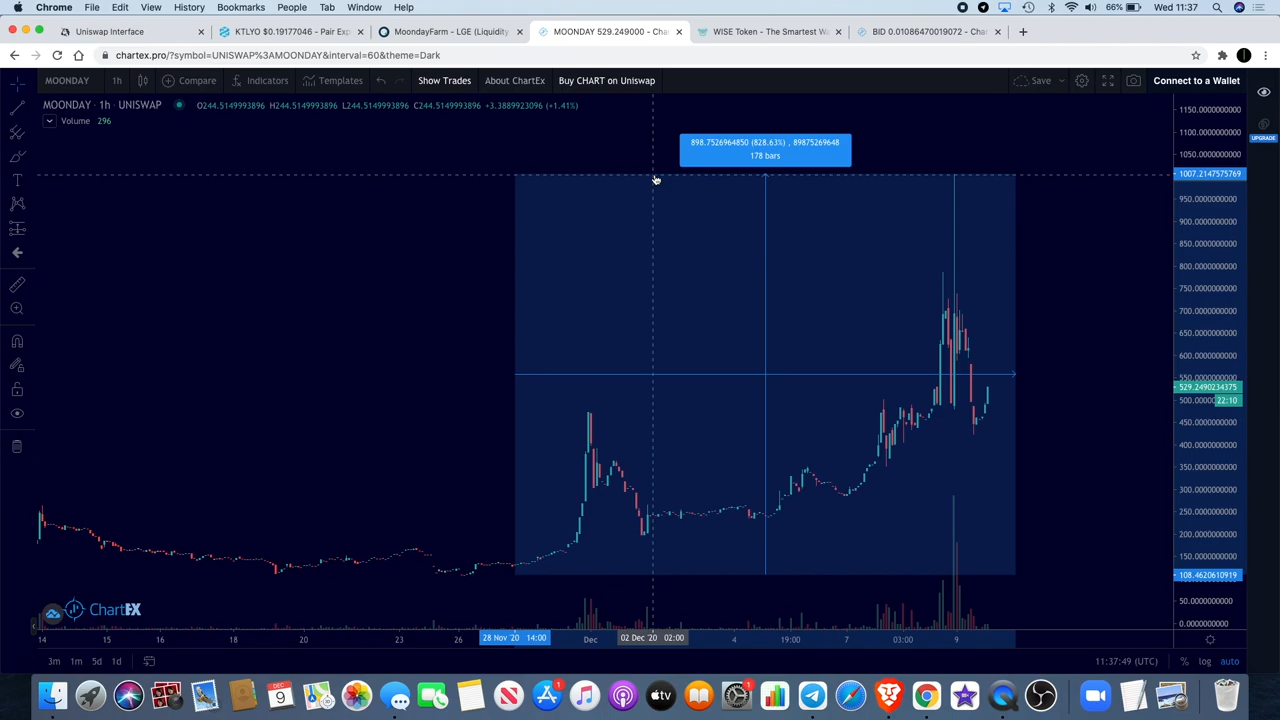 Chrome File Edit View History Bookmarks People Tab Window Help 66% Wed 11:37
Uniswap Interface KTLYO $0.19177046 - Pair Exp MoondayFarm - LGE (Liquidity MOONDAY 529.249000 - Cha WISE Token - The Smartest Wa BID 0.01086470019072 - Cha
chartex.pro/?symbol=UNISWAP%3AMOONDAY&interval=60&theme=Dark
MOONDAY 1h Compare Indicators Templates Show Trades About ChartEx Buy CHART on Uniswap Save Connect to a Wallet
MOONDAY · 1h · UNISWAP O244.5149993896 H244.5149993896 L244.5149993896 C244.5149993896 +3.3889923096 (+1.41%)
Volume 296
UPGRADE
898.7526964850 (828.63%) , 89875269648
178 bars
1150.0000000000
1100.0000000000
1050.0000000000
1007.2147575769
950.0000000000
900.0000000000
850.0000000000
800.0000000000
750.0000000000
700.0000000000
650.0000000000
600.0000000000
550.0000000000
529.2490234375
500.00000 22:10
450.0000000000
400.0000000000
350.0000000000
300.0000000000
250.0000000000
200.0000000000
150.0000000000
108.4620610919
50.0000000000
0.0000000000
ChartEX
14 15 16 18 20 23 26 28 Nov '20 14:00 Dec 02 Dec '20 02:00 4 19:00 7 03:00 9
3m 1m 5d 1d 11:37:49 (UTC) % log auto
DEC
9
1
tv
1